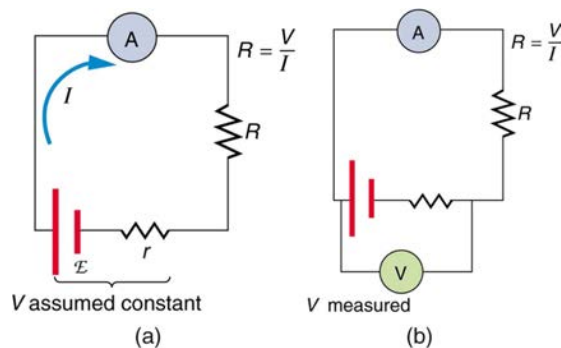 A
R = V/I
I
R
ℰ
r
V assumed constant
(a)
A
R = V/I
R
V
V measured
(b)